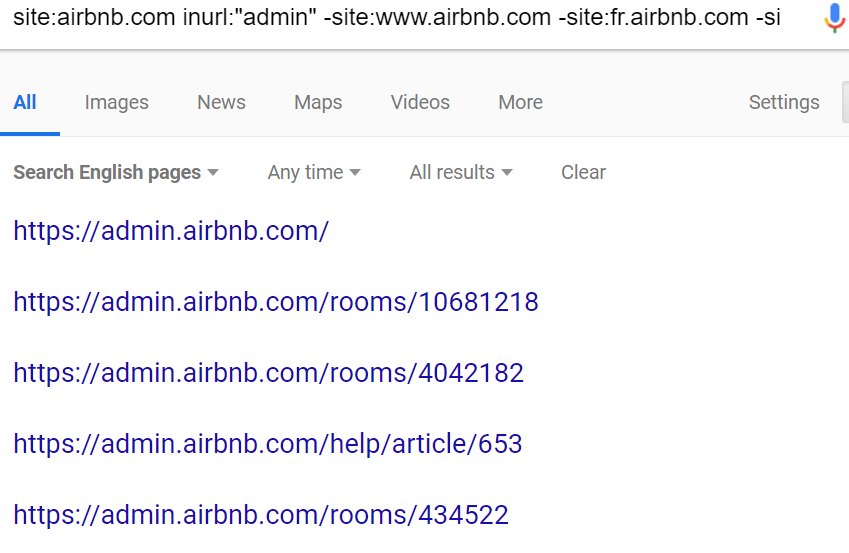 site:airbnb.com inurl:"admin" -site:www.airbnb.com -site:fr.airbnb.com -si
All Images News Maps Videos More Settings
Search English pages Any time All results Clear
https://admin.airbnb.com/
https://admin.airbnb.com/rooms/10681218
https://admin.airbnb.com/rooms/4042182
https://admin.airbnb.com/help/article/653
https://admin.airbnb.com/rooms/434522